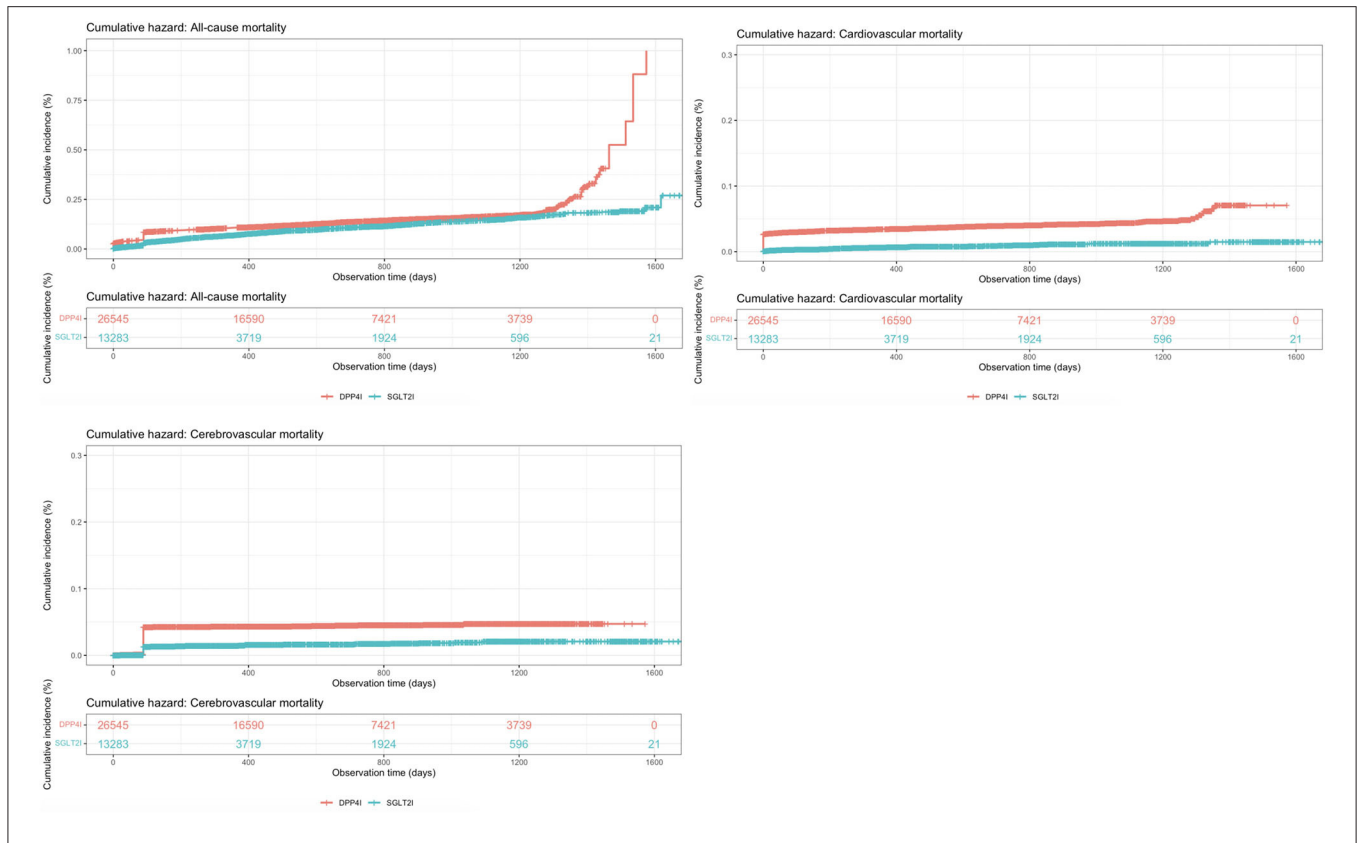 Cumulative hazard: All-cause mortality
Cumulative incidence (%)
1.00
0.75
0.50
0.25
0.00
0 400 800 1200 1600
Observation time (days)
Cumulative hazard: All-cause mortality
Cumulative incidence (%)
DPP4I 26545 16590 7421 3739 0
SGLT2I 13283 3719 1924 596 21
0 400 800 1200 1600
Observation time (days)
DPP4I SGLT2I
Cumulative hazard: Cardiovascular mortality
Cumulative incidence (%)
0.3
0.2
0.1
0.0
0 400 800 1200 1600
Observation time (days)
Cumulative hazard: Cardiovascular mortality
Cumulative incidence (%)
DPP4I 26545 16590 7421 3739 0
SGLT2I 13283 3719 1924 596 21
0 400 800 1200 1600
Observation time (days)
DPP4I SGLT2I
Cumulative hazard: Cerebrovascular mortality
Cumulative incidence (%)
0.3
0.2
0.1
0.0
0 400 800 1200 1600
Observation time (days)
Cumulative hazard: Cerebrovascular mortality
Cumulative incidence (%)
DPP4I 26545 16590 7421 3739 0
SGLT2I 13283 3719 1924 596 21
0 400 800 1200 1600
Observation time (days)
DPP4I SGLT2I